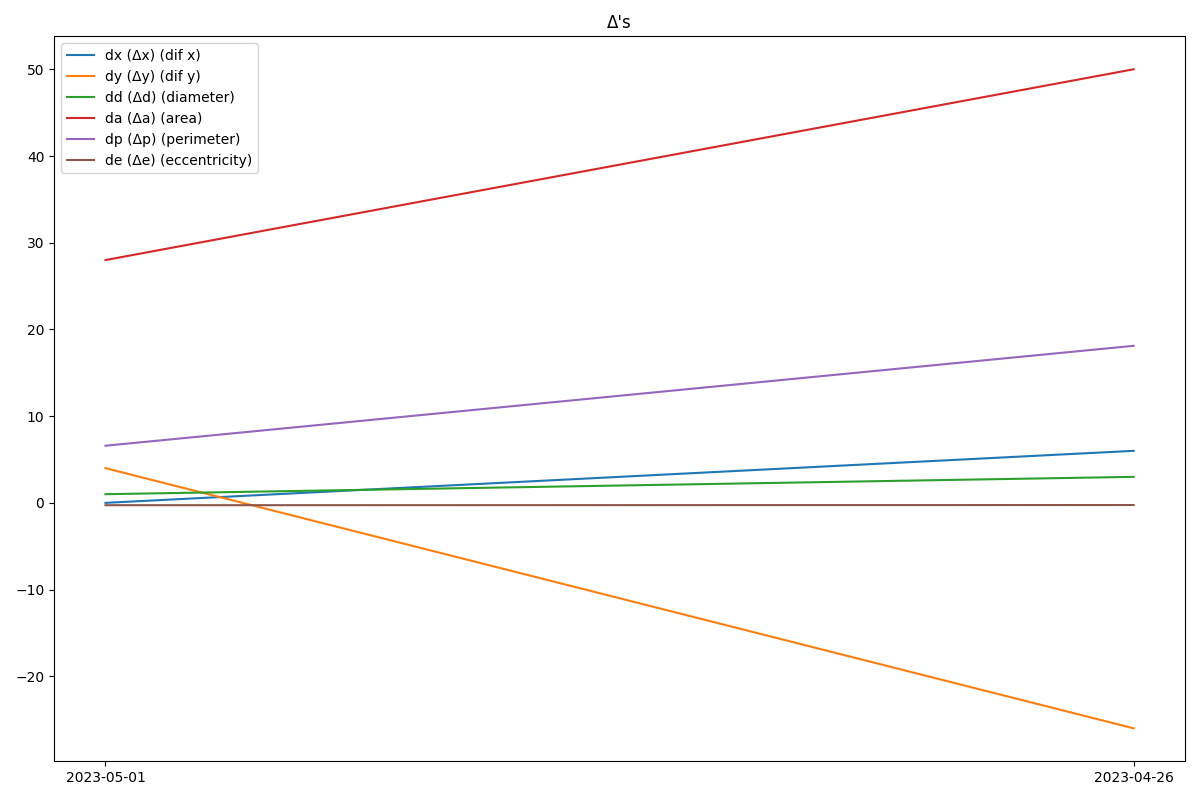 Δ's
dx (Δx) (dif x)
dy (Δy) (dif y)
dd (Δd) (diameter)
da (Δa) (area)
dp (Δp) (perimeter)
de (Δe) (eccentricity)
50
40
30
20
10
0
−10
−20
2023-05-01 2023-04-26